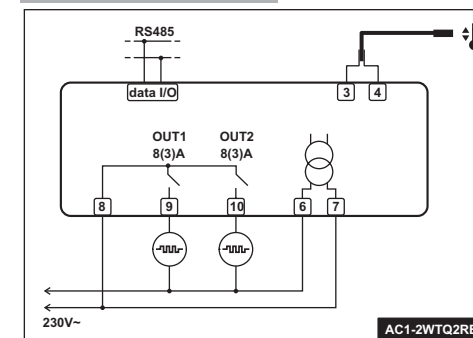 RS485
data I/O
3 4
OUT1 OUT2
8(3)A 8(3)A
8 9 10 6 7
230V~
AC1-2WTQ2RE